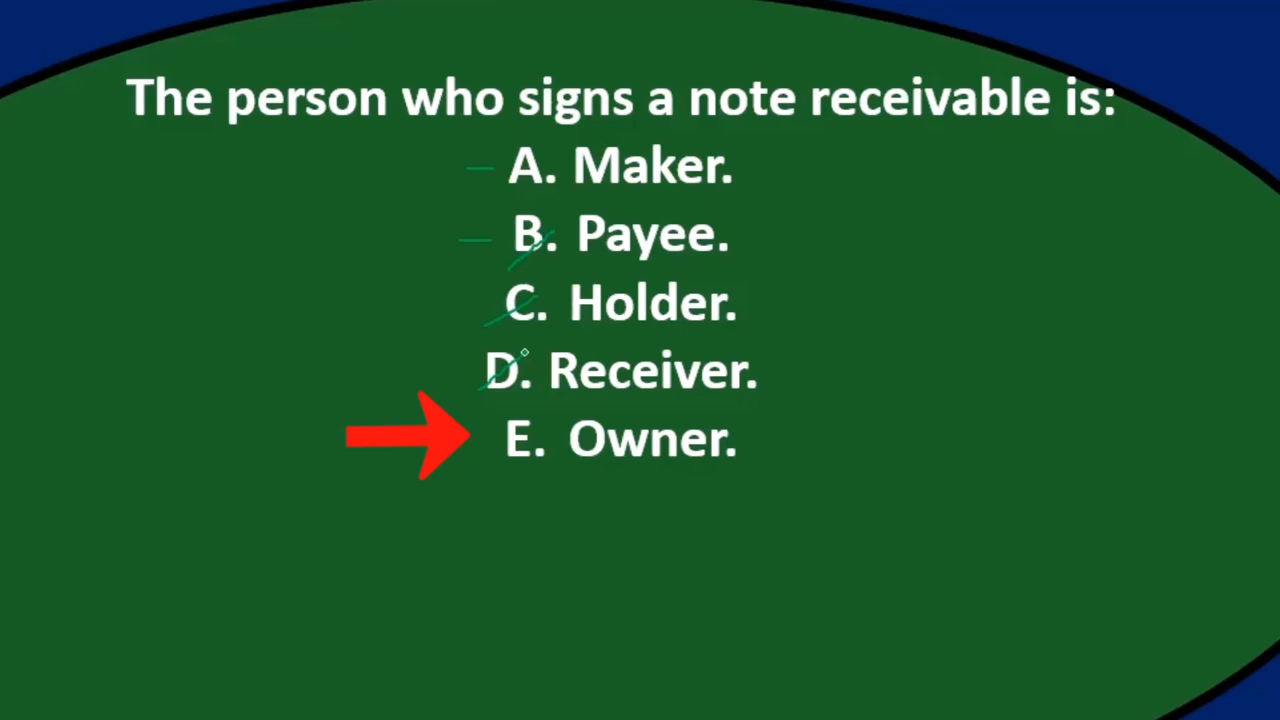 The person who signs a note receivable is:
A. Maker.
B. Payee.
C. Holder.
D. Receiver.
E. Owner.